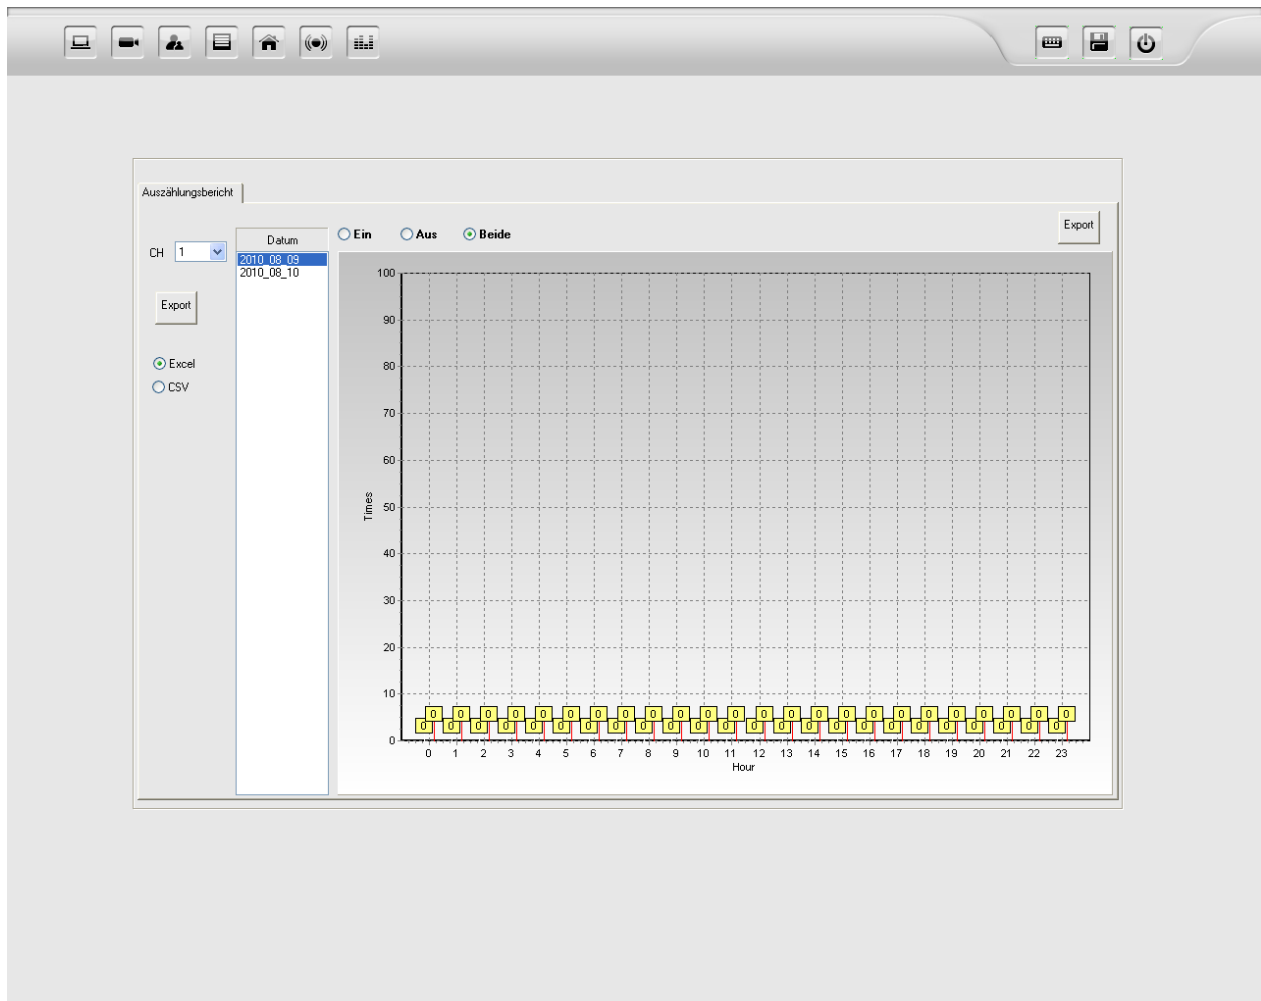 Auszählungsbericht
CH 1
Export
Excel
CSV
Datum
2010_08_09
2010_08_10
Ein Aus Beide
Export
100
90
80
70
60
50
40
30
20
10
0
Times
0 0 0 0 0 0 0 0 0 0 0 0 0 0 0 0 0 0 0 0 0 0 0 0
0 0 0 0 0 0 0 0 0 0 0 0 0 0 0 0 0 0 0 0 0 0 0 0
0 1 2 3 4 5 6 7 8 9 10 11 12 13 14 15 16 17 18 19 20 21 22 23
Hour